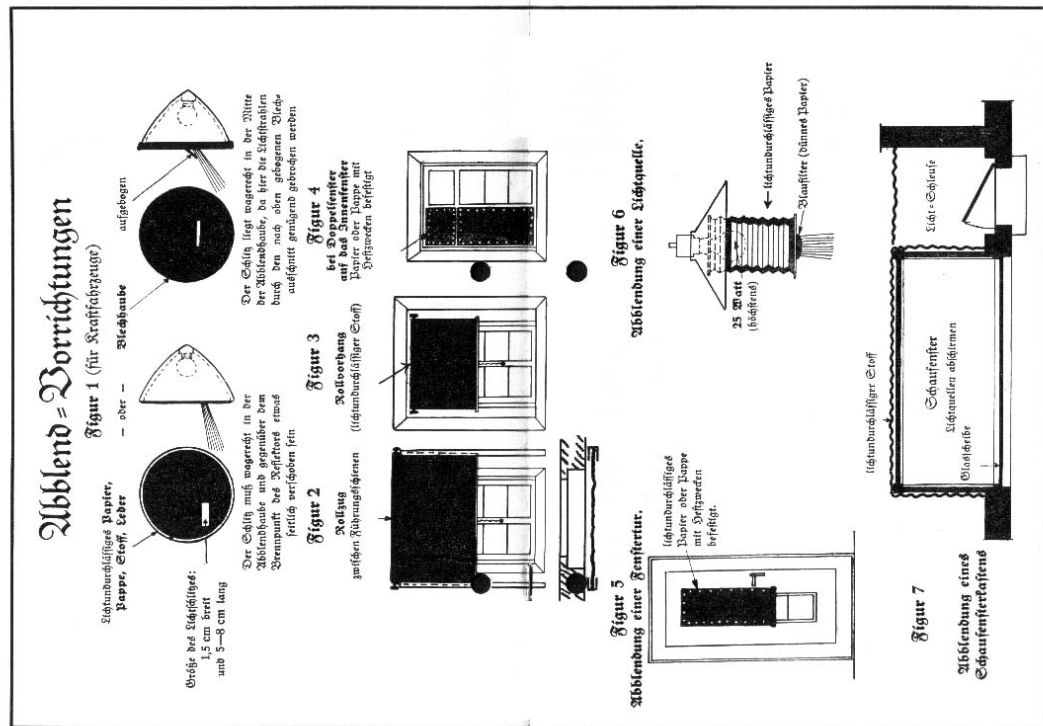 Abblend=Vorrichtungen
Figur 1 (für Kraftfahrzeuge)
Lichtundurchlässiges Papier,
Pappe, Stoff, Leder
— oder —
Blechhaube
aufgebogen
Größe des Lichtschlitzes:
1,5 cm breit
und 5—8 cm lang
Der Schlitz muß wagerecht in der
Abblendhaube und gegenüber dem
Brennpunkt des Reflektors etwas
seitlich verschoben sein
Der Schlitz liegt wagerecht in der Mitte
der Abblendhaube, da hier die Lichtstrahlen
durch den nach oben gebogenen Blech=
ausschnitt genügend gebrochen werden
Figur 2
Rollzug
zwischen Führungsschienen
Figur 3
Rollvorhang
(lichtundurchlässiger Stoff)
Figur 4
bei Doppelfenster
auf das Innenfenster
Papier oder Pappe mit
Heftzwecken befestigt
Figur 5
Abblendung einer Fenstertur.
lichtundurchlässiges
Papier oder Pappe
mit Heftzwecken
befestigt.
Figur 6
Abblendung einer Lichtquelle.
25 Watt
(höchstens)
lichtundurchlässiges Papier
Blaufilter (dünnes Papier)
Figur 7
Abblendung eines
Schaufensterkastens
lichtundurchlässiger Stoff
Schaufenster
Lichtquellen abschirmen
Glasscheibe
Licht=Schleuse